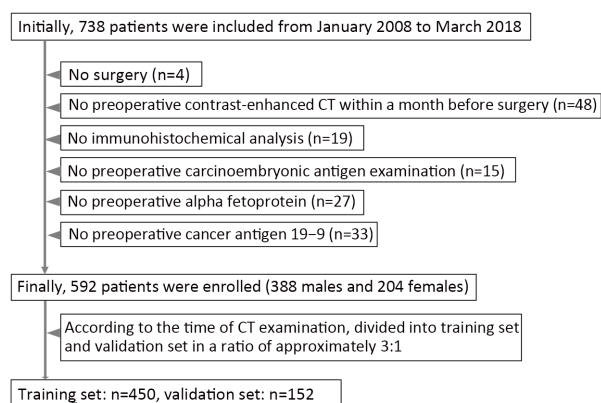 Initially, 738 patients were included from January 2008 to March 2018
No surgery (n=4)
No preoperative contrast-enhanced CT within a month before surgery (n=48)
No immunohistochemical analysis (n=19)
No preoperative carcinoembryonic antigen examination (n=15)
No preoperative alpha fetoprotein (n=27)
No preoperative cancer antigen 19−9 (n=33)
Finally, 592 patients were enrolled (388 males and 204 females)
According to the time of CT examination, divided into training set
and validation set in a ratio of approximately 3:1
Training set: n=450, validation set: n=152